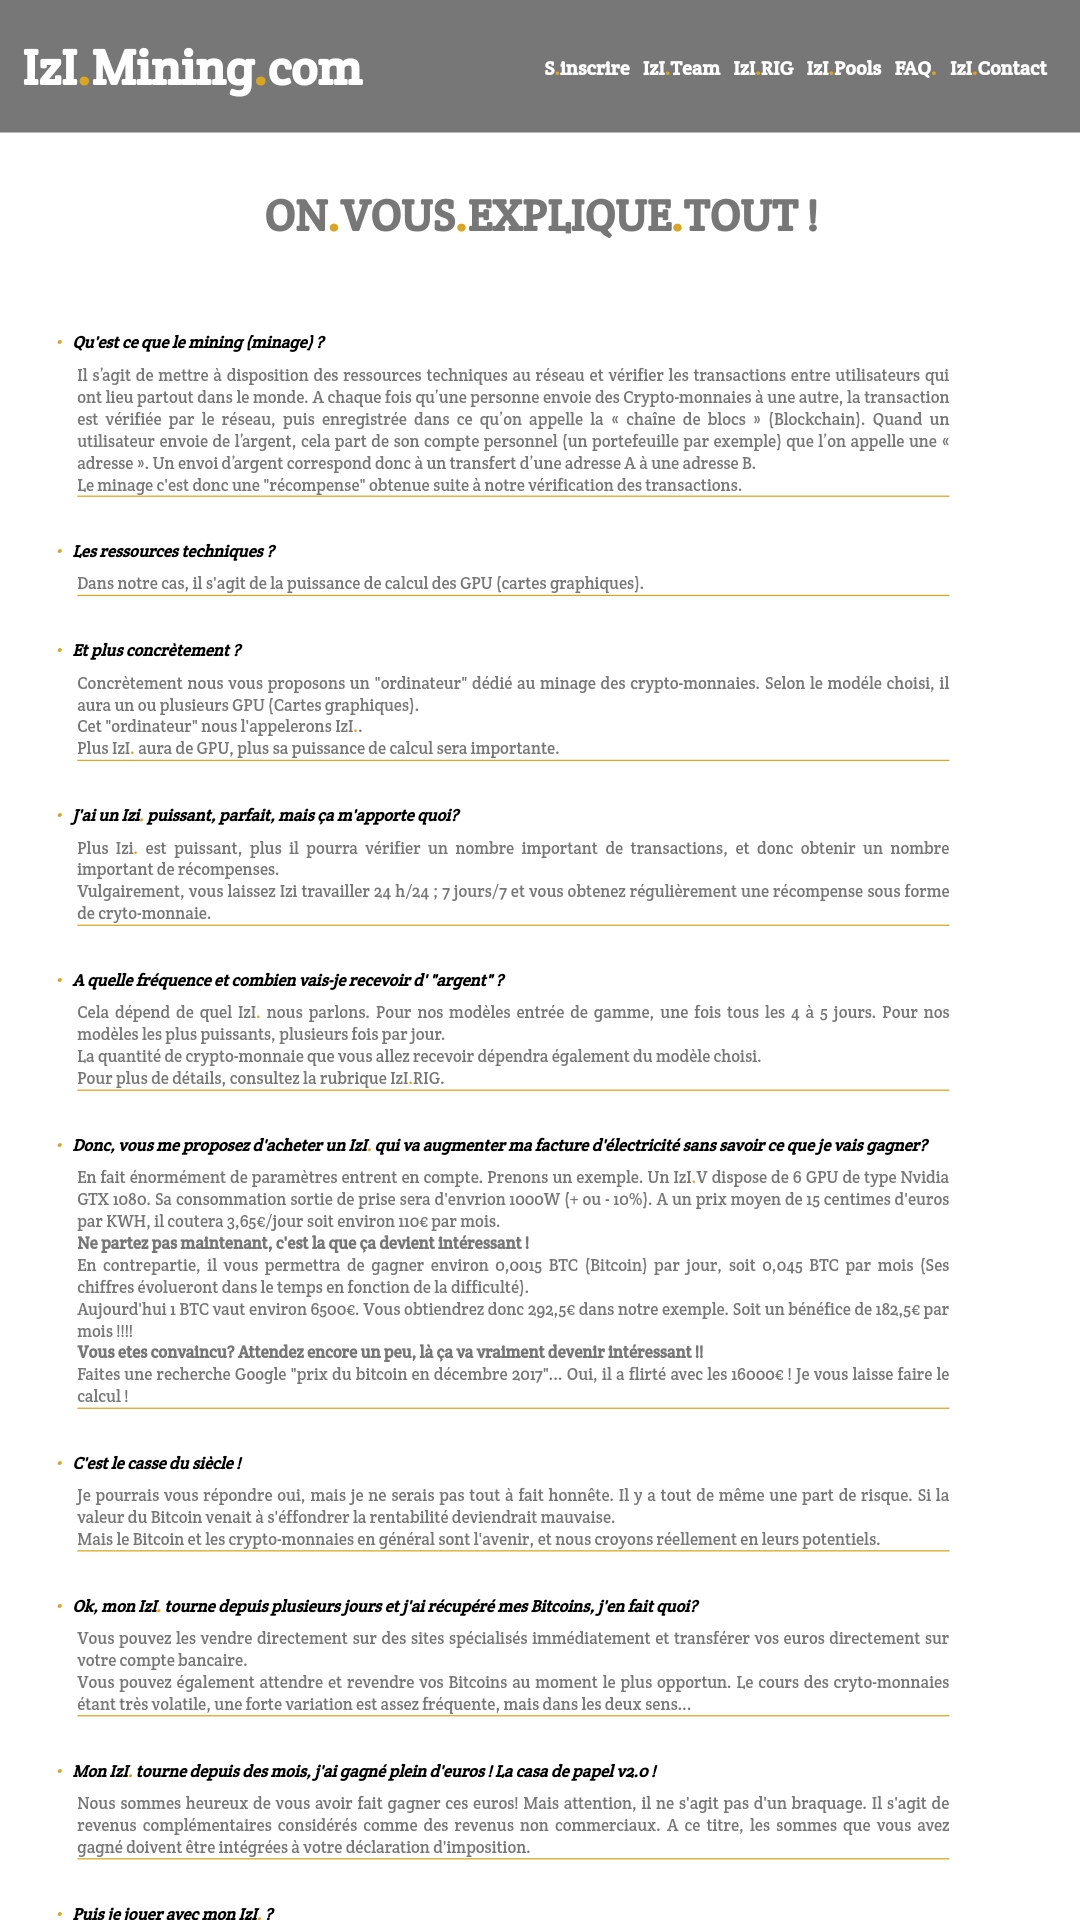 IzI.Mining.com
S.inscrire IzI.Team IzI.RIG IzI.Pools FAQ. IzI.Contact
ON.VOUS.EXPLIQUE.TOUT !
• Qu'est ce que le mining (minage) ?
Il s'agit de mettre à disposition des ressources techniques au réseau et vérifier les transactions entre utilisateurs qui
ont lieu partout dans le monde. A chaque fois qu'une personne envoie des Crypto-monnaies à une autre, la transaction
est vérifiée par le réseau, puis enregistrée dans ce qu'on appelle la « chaîne de blocs » (Blockchain). Quand un
utilisateur envoie de l'argent, cela part de son compte personnel (un portefeuille par exemple) que l'on appelle une «
adresse ». Un envoi d'argent correspond donc à un transfert d'une adresse A à une adresse B.
Le minage c'est donc une "récompense" obtenue suite à notre vérification des transactions.
• Les ressources techniques ?
Dans notre cas, il s'agit de la puissance de calcul des GPU (cartes graphiques).
• Et plus concrètement ?
Concrètement nous vous proposons un "ordinateur" dédié au minage des crypto-monnaies. Selon le modéle choisi, il
aura un ou plusieurs GPU (Cartes graphiques).
Cet "ordinateur" nous l'appelerons IzI..
Plus IzI. aura de GPU, plus sa puissance de calcul sera importante.
• J'ai un Izi. puissant, parfait, mais ça m'apporte quoi?
Plus Izi. est puissant, plus il pourra vérifier un nombre important de transactions, et donc obtenir un nombre
important de récompenses.
Vulgairement, vous laissez Izi travailler 24 h/24 ; 7 jours/7 et vous obtenez régulièrement une récompense sous forme
de cryto-monnaie.
• A quelle fréquence et combien vais-je recevoir d' "argent" ?
Cela dépend de quel IzI. nous parlons. Pour nos modèles entrée de gamme, une fois tous les 4 à 5 jours. Pour nos
modèles les plus puissants, plusieurs fois par jour.
La quantité de crypto-monnaie que vous allez recevoir dépendra également du modèle choisi.
Pour plus de détails, consultez la rubrique IzI.RIG.
• Donc, vous me proposez d'acheter un IzI. qui va augmenter ma facture d'électricité sans savoir ce que je vais gagner?
En fait énormément de paramètres entrent en compte. Prenons un exemple. Un IzI.V dispose de 6 GPU de type Nvidia
GTX 1080. Sa consommation sortie de prise sera d'envrion 1000W (+ ou - 10%). A un prix moyen de 15 centimes d'euros
par KWH, il coutera 3,65€/jour soit environ 110€ par mois.
Ne partez pas maintenant, c'est la que ça devient intéressant !
En contrepartie, il vous permettra de gagner environ 0,0015 BTC (Bitcoin) par jour, soit 0,045 BTC par mois (Ses
chiffres évolueront dans le temps en fonction de la difficulté).
Aujourd'hui 1 BTC vaut environ 6500€. Vous obtiendrez donc 292,5€ dans notre exemple. Soit un bénéfice de 182,5€ par
mois !!!!
Vous etes convaincu? Attendez encore un peu, là ça va vraiment devenir intéressant !!
Faites une recherche Google "prix du bitcoin en décembre 2017"... Oui, il a flirté avec les 16000€ ! Je vous laisse faire le
calcul !
• C'est le casse du siècle !
Je pourrais vous répondre oui, mais je ne serais pas tout à fait honnête. Il y a tout de même une part de risque. Si la
valeur du Bitcoin venait à s'éffondrer la rentabilité deviendrait mauvaise.
Mais le Bitcoin et les crypto-monnaies en général sont l'avenir, et nous croyons réellement en leurs potentiels.
• Ok, mon IzI. tourne depuis plusieurs jours et j'ai récupéré mes Bitcoins, j'en fait quoi?
Vous pouvez les vendre directement sur des sites spécialisés immédiatement et transférer vos euros directement sur
votre compte bancaire.
Vous pouvez également attendre et revendre vos Bitcoins au moment le plus opportun. Le cours des cryto-monnaies
étant très volatile, une forte variation est assez fréquente, mais dans les deux sens...
• Mon IzI. tourne depuis des mois, j'ai gagné plein d'euros ! La casa de papel v2.0 !
Nous sommes heureux de vous avoir fait gagner ces euros! Mais attention, il ne s'agit pas d'un braquage. Il s'agit de
revenus complémentaires considérés comme des revenus non commerciaux. A ce titre, les sommes que vous avez
gagné doivent être intégrées à votre déclaration d'imposition.
• Puis je jouer avec mon IzI. ?